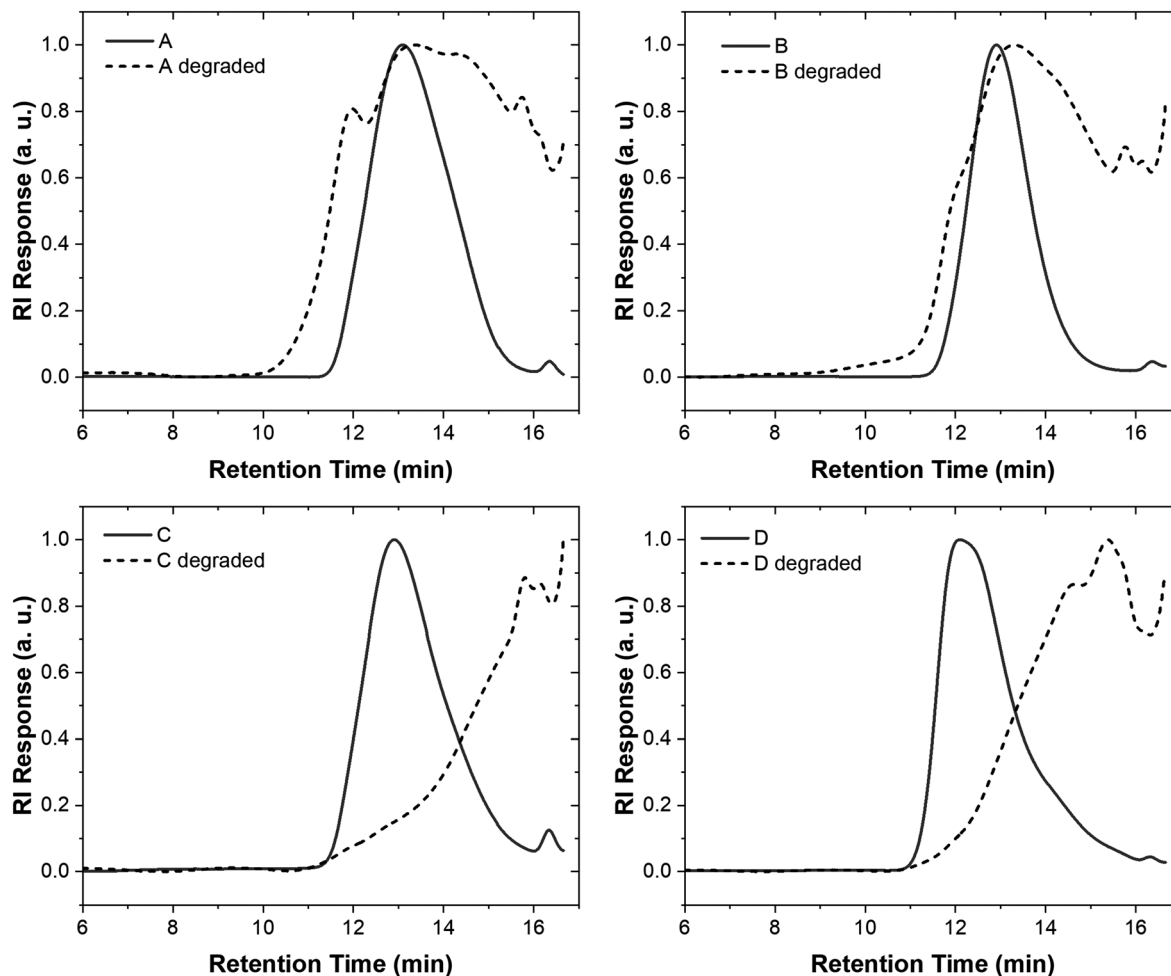 A
A degraded
1.0
0.8
0.6
0.4
0.2
0.0
RI Response (a. u.)
6 8 10 12 14 16
Retention Time (min)
B
B degraded
1.0
0.8
0.6
0.4
0.2
0.0
RI Response (a. u.)
6 8 10 12 14 16
Retention Time (min)
C
C degraded
1.0
0.8
0.6
0.4
0.2
0.0
RI Response (a. u.)
6 8 10 12 14 16
Retention Time (min)
D
D degraded
1.0
0.8
0.6
0.4
0.2
0.0
RI Response (a. u.)
6 8 10 12 14 16
Retention Time (min)